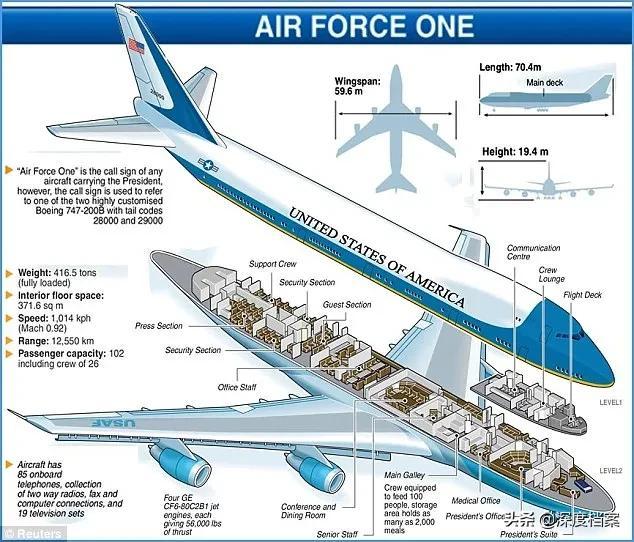 AIR FORCE ONE
Wingspan:
59.6 m
Length: 70.4m
Main deck
Height: 19.4 m
"Air Force One" is the call sign of any
aircraft carrying the President,
however, the call sign is used to refer
to one of the two highly customised
Boeing 747-200B with tail codes
28000 and 29000
28000
UNITED STATES OF AMERICA
Weight: 416.5 tons
(fully loaded)
Interior floor space:
371.6 sq m
Speed: 1,014 kph
(Mach 0.92)
Range: 12,550 km
Passenger capacity: 102
including crew of 26
Support Crew
Security Section
Guest Section
Press Section
Security Section
Office Staff
Communication
Centre
Crew
Lounge
Flight Deck
LEVEL1
LEVEL2
USAF
Aircraft has
85 onboard
telephones, collection
of two way radios, fax and
computer connections, and
19 television sets
Four GE
CF6-80C2B1 jet
engines, each
giving 56,000 lbs
of thrust
Conference and
Dining Room
Senior Staff
Main Galley
Crew equipped to
feed 100
people, storage
area holds as
many as 2,000
meals
Medical Office
President's Office
President's Suite
© Reuters
头条 @深度档案